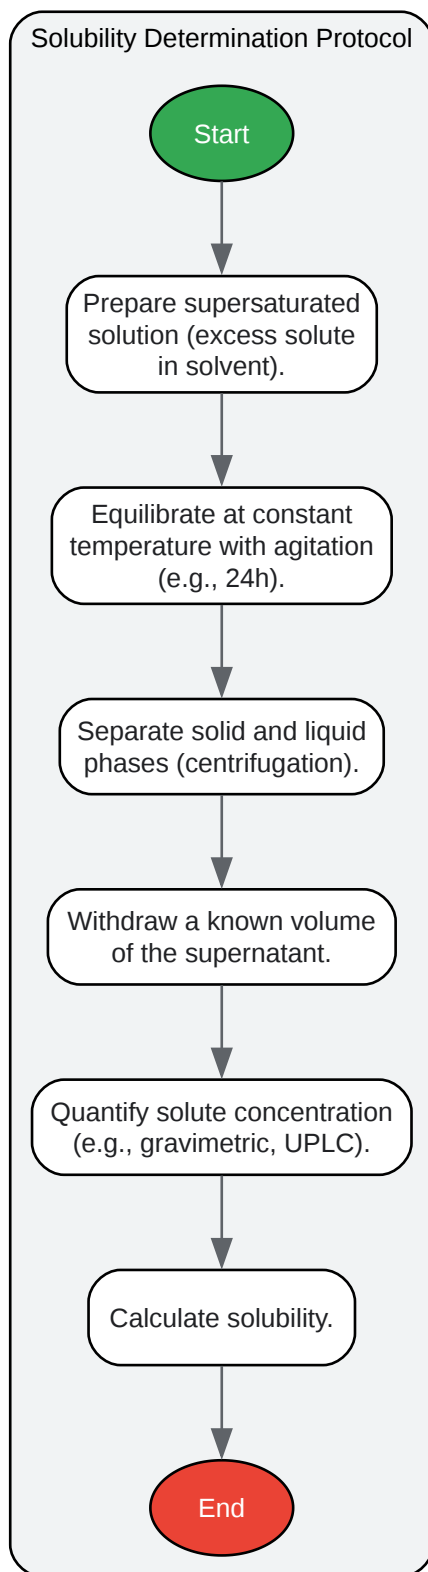 Solubility Determination Protocol
Start
Prepare supersaturated
solution (excess solute
in solvent).
Equilibrate at constant
temperature with agitation
(e.g., 24h).
Separate solid and liquid
phases (centrifugation).
Withdraw a known volume
of the supernatant.
Quantify solute concentration
(e.g., gravimetric, UPLC).
Calculate solubility.
End